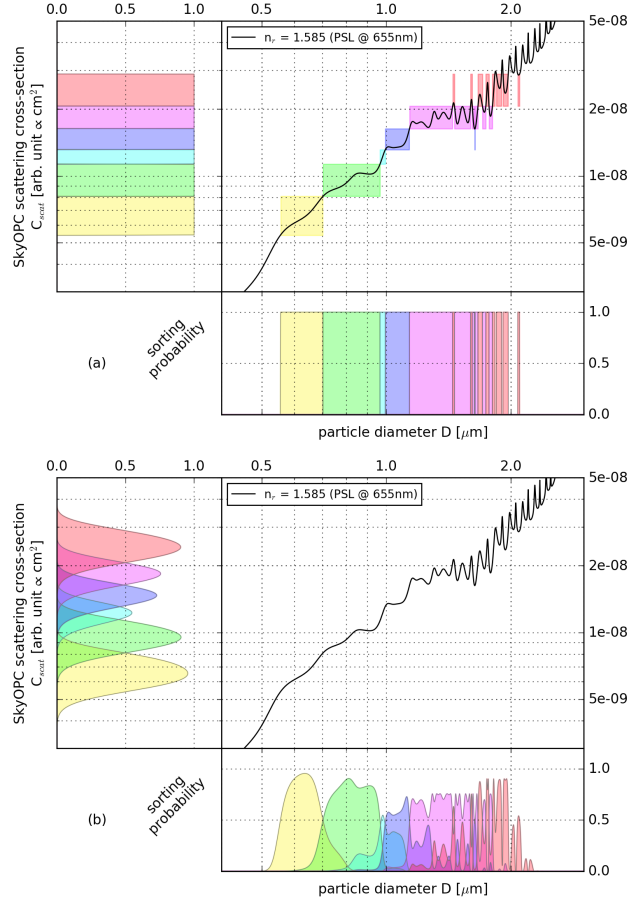 0.0 0.5 1.0 0.5 1.0 2.0
5e-08
n_r = 1.585 (PSL @ 655nm)
2e-08
1e-08
5e-09
SkyOPC scattering cross-section
C_scat [arb. unit ∝ cm²]
1.0
0.5
0.0
sorting
probability
(a)
particle diameter D [μm]
0.0 0.5 1.0 0.5 1.0 2.0
5e-08
n_r = 1.585 (PSL @ 655nm)
2e-08
1e-08
5e-09
SkyOPC scattering cross-section
C_scat [arb. unit ∝ cm²]
1.0
0.5
0.0
sorting
probability
(b)
particle diameter D [μm]